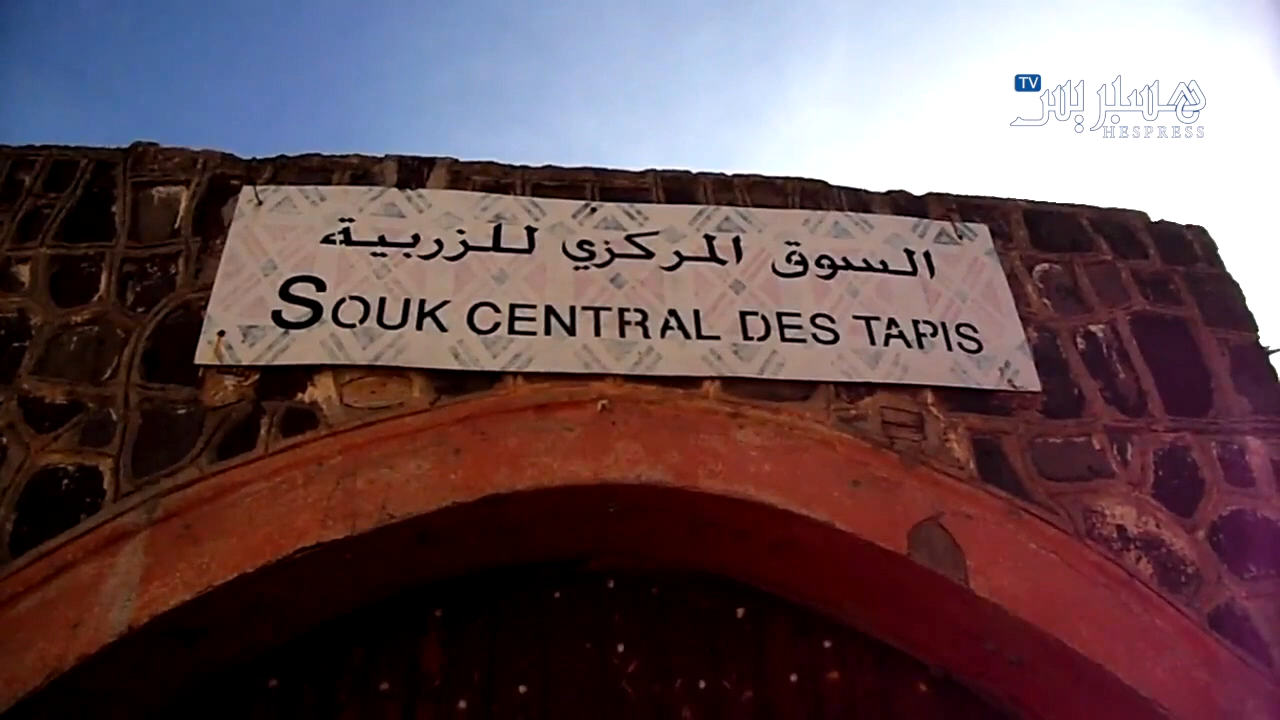 TV هسبريس
HESPRESS
السوق المركزي للزربية
SOUK CENTRAL DES TAPIS